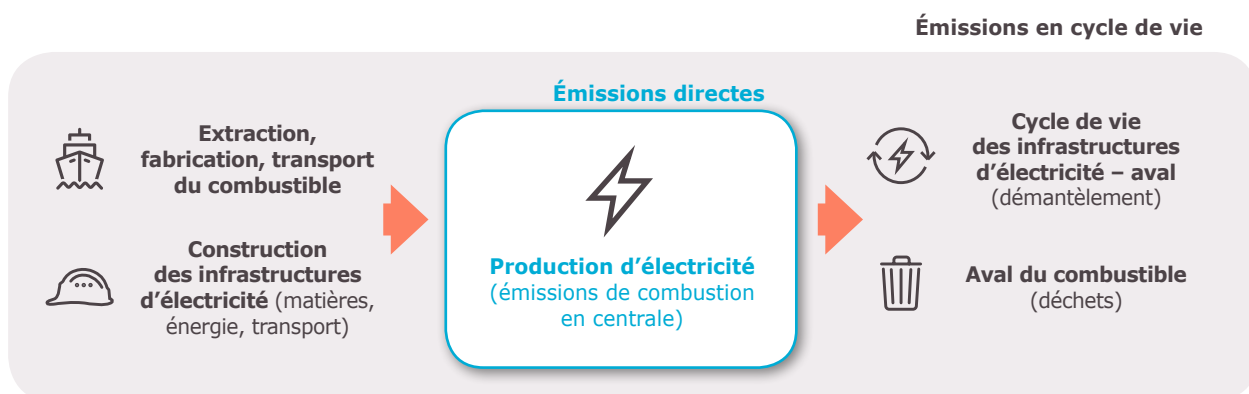 Émissions en cycle de vie
Émissions directes
Extraction,
fabrication, transport
du combustible
Construction
des infrastructures
d’électricité (matières,
énergie, transport)
Production d’électricité
(émissions de combustion
en centrale)
Cycle de vie
des infrastructures
d’électricité – aval
(démantèlement)
Aval du combustible
(déchets)